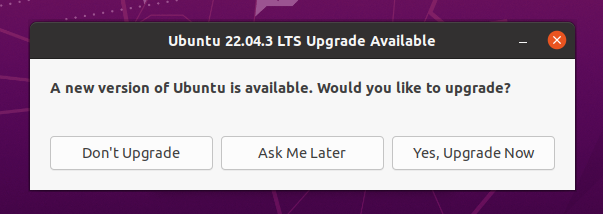 Ubuntu 22.04.3 LTS Upgrade Available
A new version of Ubuntu is available. Would you like to upgrade?
Don't Upgrade
Ask Me Later
Yes, Upgrade Now